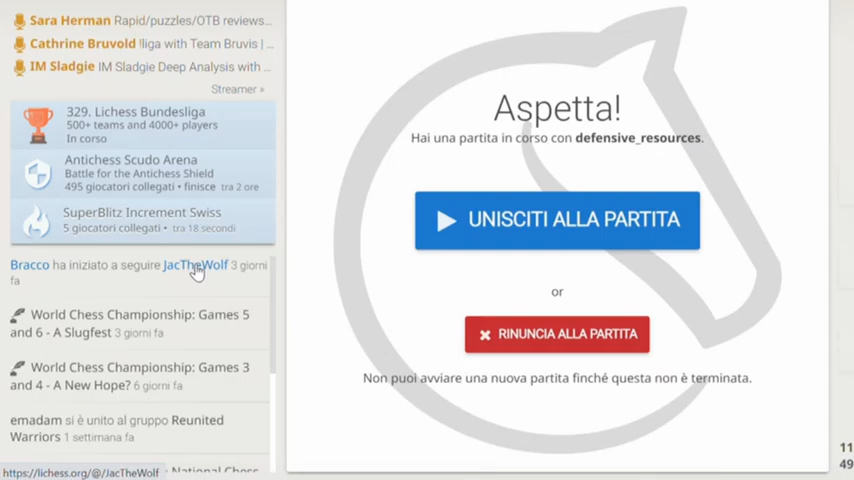 Sara Herman Rapid/puzzles/OTB reviews...
Cathrine Bruvold !liga with Team Bruvis | ...
IM Sladgie IM Sladgie Deep Analysis with ...
Streamer »
329. Lichess Bundesliga
500+ teams and 4000+ players
In corso
Antichess Scudo Arena
Battle for the Antichess Shield
495 giocatori collegati • finisce tra 2 ore
SuperBlitz Increment Swiss
5 giocatori collegati • tra 18 secondi
Bracco ha iniziato a seguire JacTheWolf 3 giorni
fa
World Chess Championship: Games 5
and 6 - A Slugfest 3 giorni fa
World Chess Championship: Games 3
and 4 - A New Hope? 6 giorni fa
emadam si è unito al gruppo Reunited
Warriors 1 settimana fa
National Chess
https://lichess.org/@/JacTheWolf
Aspetta!
Hai una partita in corso con defensive_resources.
UNISCITI ALLA PARTITA
or
RINUNCIA ALLA PARTITA
Non puoi avviare una nuova partita finché questa non è terminata.
11
49